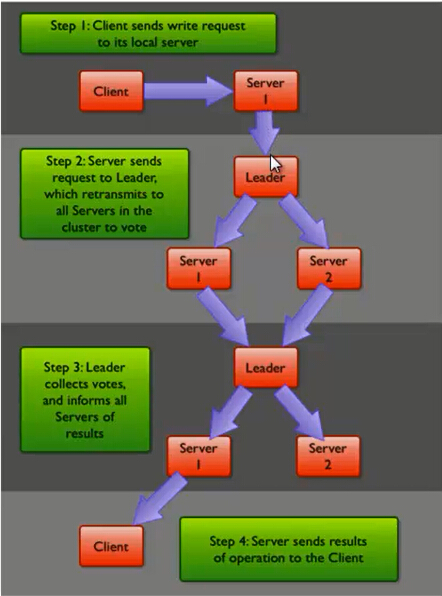 Step 1: Client sends write request
to its local server
Client
Server
1
Step 2: Server sends
request to Leader,
which retransmits to
all Servers in the
cluster to vote
Leader
Server
1
Server
2
Step 3: Leader
collects votes,
and informs all
Servers of
results
Leader
Server
1
Server
2
Client
Step 4: Server sends results
of operation to the Client